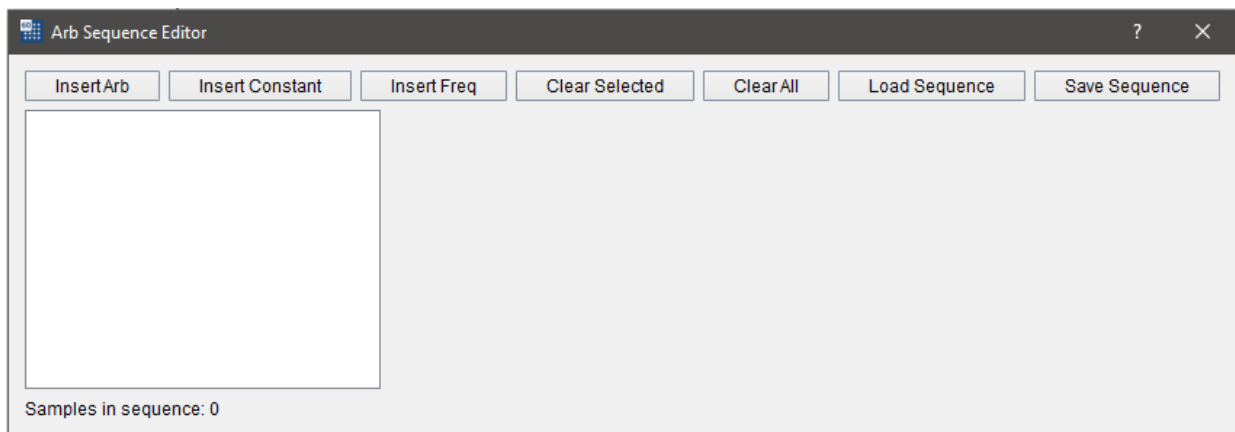 Arb Sequence Editor ?
Insert Arb Insert Constant Insert Freq Clear Selected Clear All Load Sequence Save Sequence
Samples in sequence: 0